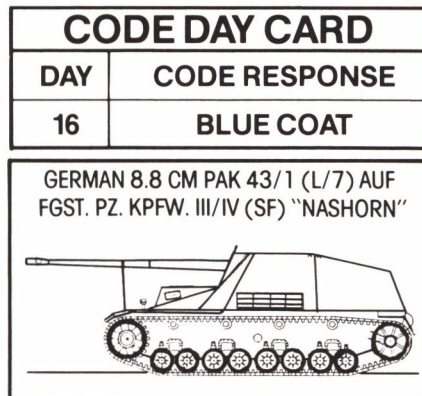 CODE DAY CARD
DAY CODE RESPONSE
16 BLUE COAT
GERMAN 8.8 CM PAK 43/1 (L/7) AUF
FGST. PZ. KPFW. III/IV (SF) "NASHORN"